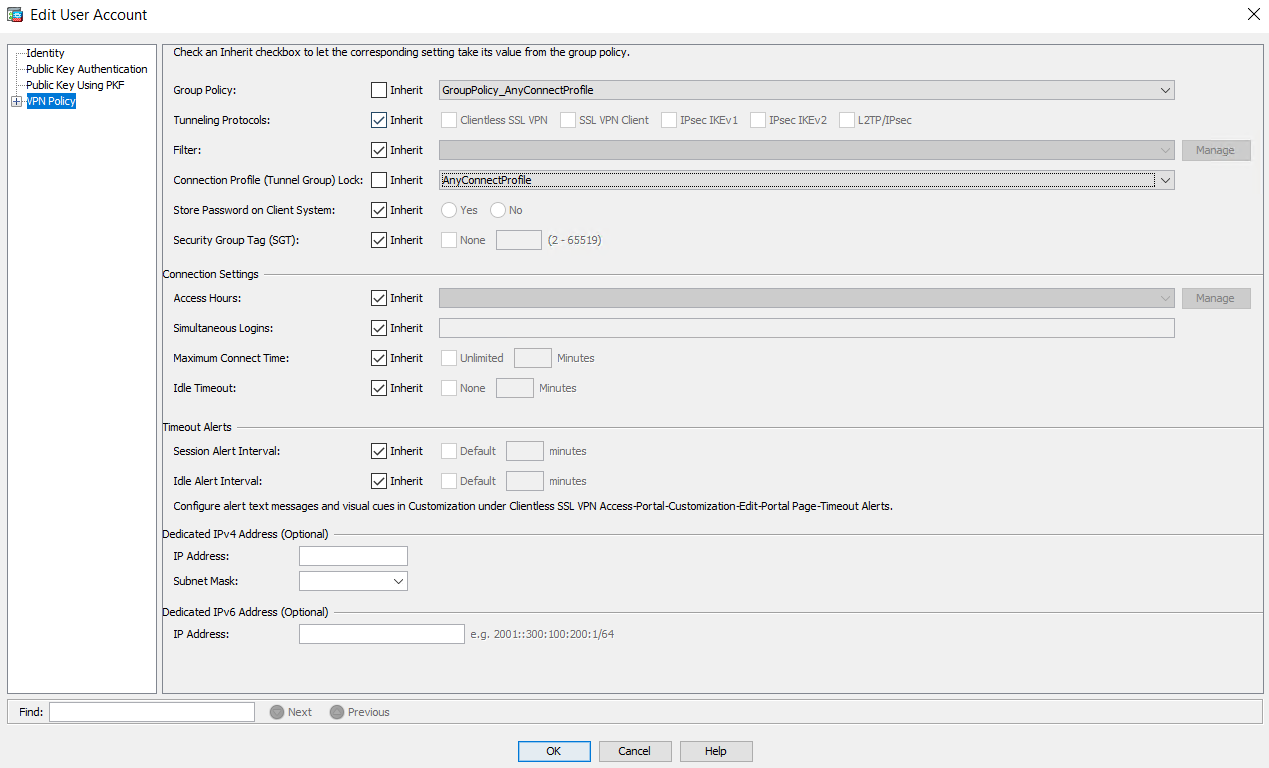 Edit User Account
Identity
Public Key Authentication
Public Key Using PKF
VPN Policy
Check an Inherit checkbox to let the corresponding setting take its value from the group policy.
Group Policy: Inherit GroupPolicy_AnyConnectProfile
Tunneling Protocols: Inherit Clientless SSL VPN SSL VPN Client IPsec IKEv1 IPsec IKEv2 L2TP/IPsec
Filter: Inherit Manage
Connection Profile (Tunnel Group) Lock: Inherit AnyConnectProfile
Store Password on Client System: Inherit Yes No
Security Group Tag (SGT): Inherit None (2 - 65519)
Connection Settings
Access Hours: Inherit Manage
Simultaneous Logins: Inherit
Maximum Connect Time: Inherit Unlimited Minutes
Idle Timeout: Inherit None Minutes
Timeout Alerts
Session Alert Interval: Inherit Default minutes
Idle Alert Interval: Inherit Default minutes
Configure alert text messages and visual cues in Customization under Clientless SSL VPN Access-Portal-Customization-Edit-Portal Page-Timeout Alerts.
Dedicated IPv4 Address (Optional)
IP Address:
Subnet Mask:
Dedicated IPv6 Address (Optional)
IP Address: e.g. 2001::300:100:200:1/64
Find: Next Previous
OK Cancel Help